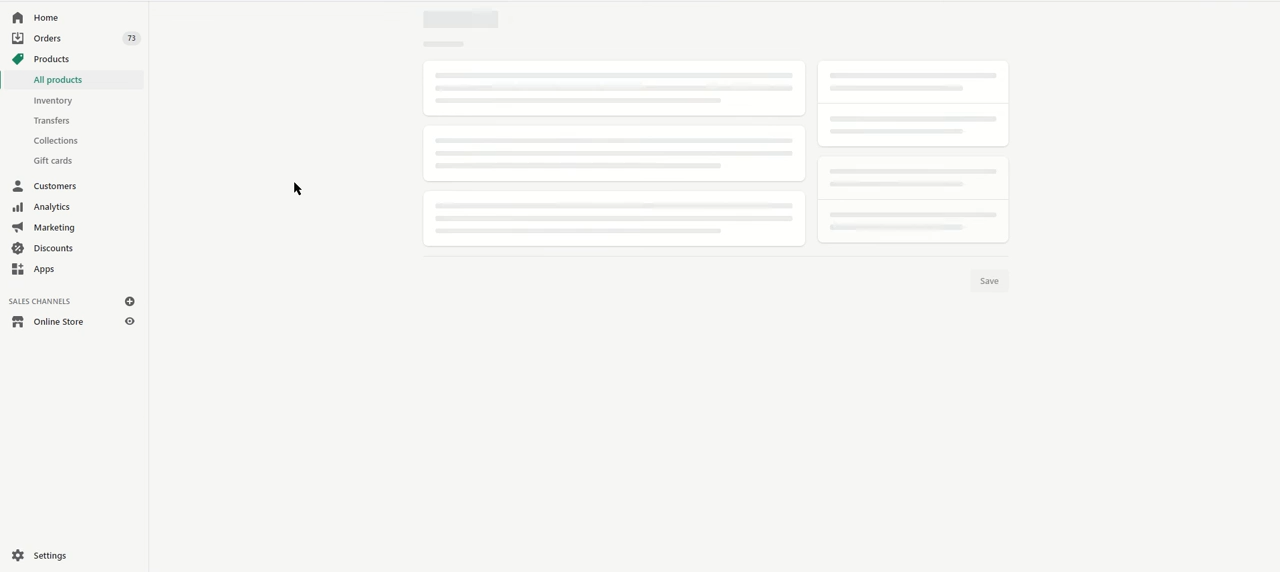 Home
Orders 73
Products
All products
Inventory
Transfers
Collections
Gift cards
Customers
Analytics
Marketing
Discounts
Apps
SALES CHANNELS
Online Store
Settings
Save